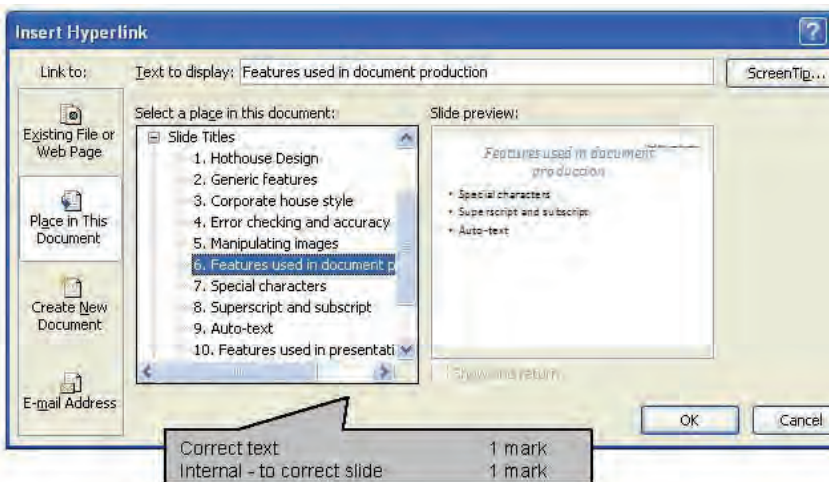 Insert Hyperlink
Link to:
Text to display: Features used in document production
ScreenTip...
Existing File or
Web Page
Place in This
Document
Create New
Document
E-mail Address
Select a place in this document:
Slide Titles
1. Hothouse Design
2. Generic features
3. Corporate house style
4. Error checking and accuracy
5. Manipulating images
6. Features used in document p
7. Special characters
8. Superscript and subscript
9. Auto-text
10. Features used in presentati
Slide preview:
Features used in document
production
• Special characters
• Superscript and subscript
• Auto-text
Show and return
OK
Cancel
Correct text 1 mark
Internal - to correct slide 1 mark